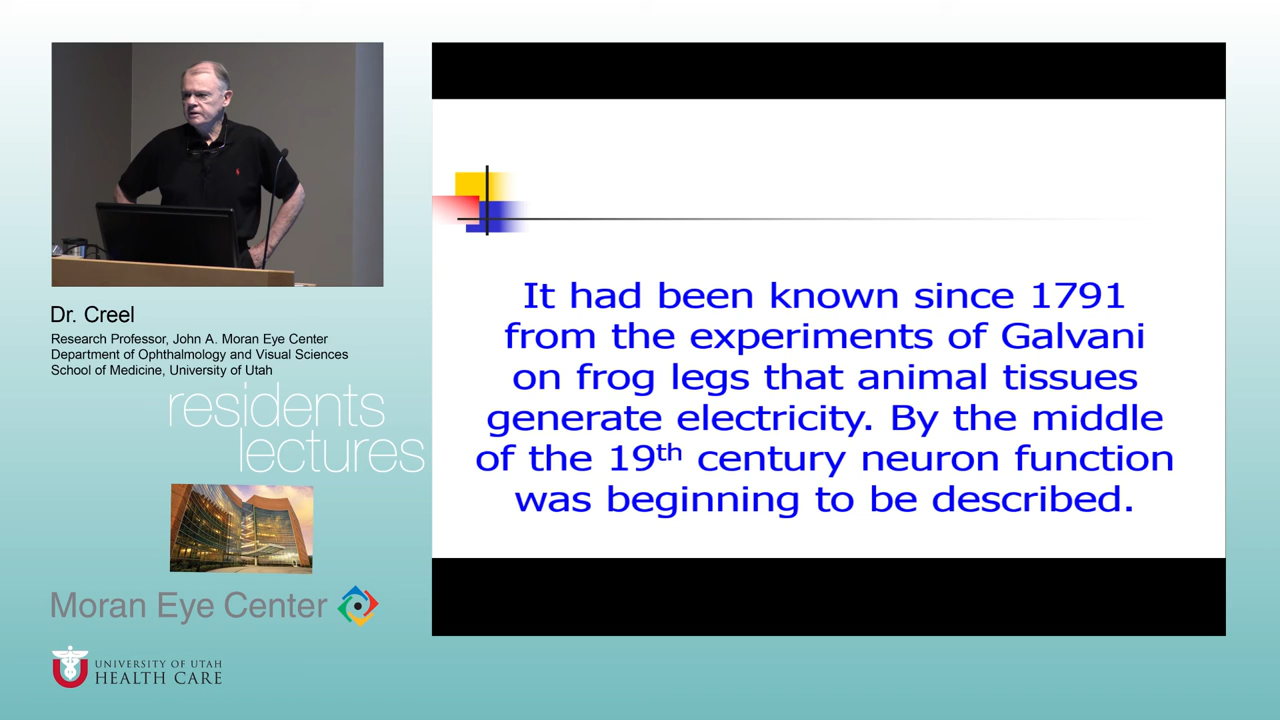 Dr. Creel
Research Professor, John A. Moran Eye Center
Department of Ophthalmology and Visual Sciences
School of Medicine, University of Utah
residents
lectures
Moran Eye Center
UNIVERSITY OF UTAH
HEALTH CARE
It had been known since 1791
from the experiments of Galvani
on frog legs that animal tissues
generate electricity. By the middle
of the 19th century neuron function
was beginning to be described.